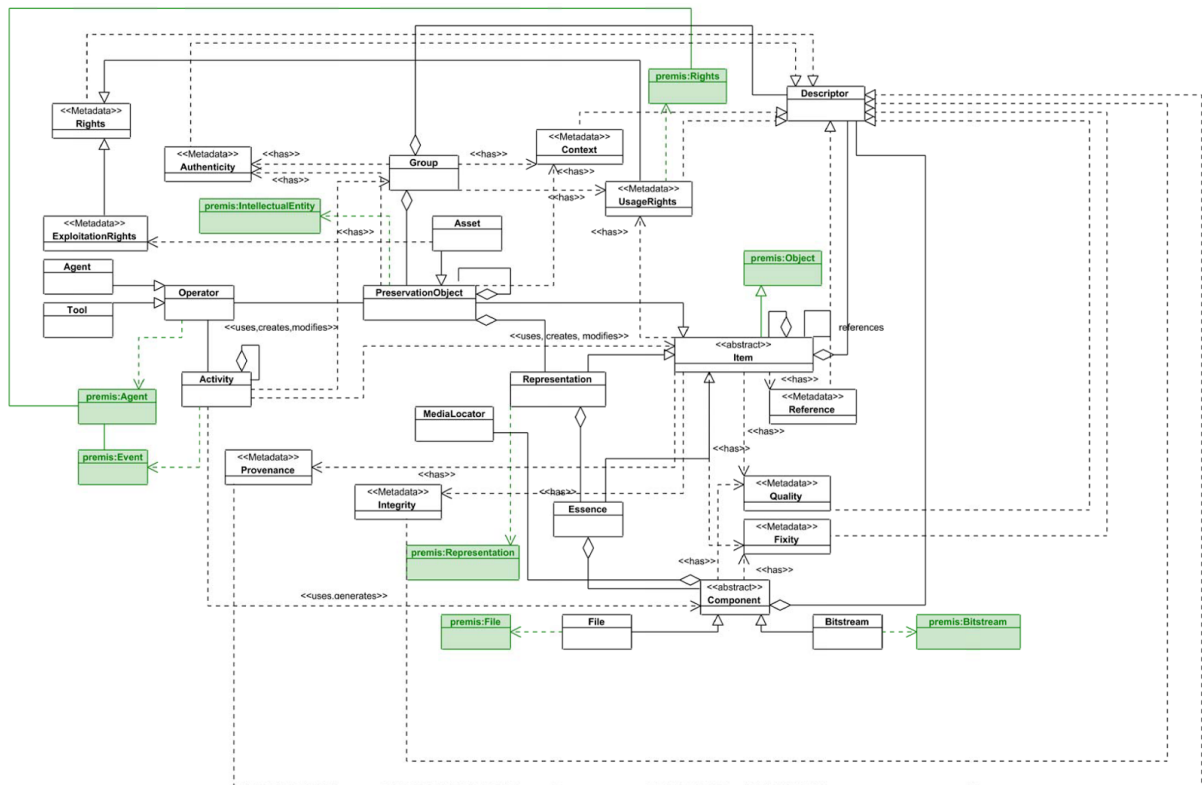 premis:Rights
Descriptor
<<Metadata>>
Rights
<<Metadata>>
Context
<<Metadata>>
Authenticity
<<has>>
Group
<<has>>
<<has>>
<<Metadata>>
UsageRights
<<has>>
premis:IntellectualEntity
<<Metadata>>
ExploitationRights
<<has>>
Asset
<<has>>
premis:Object
Agent
Operator
PreservationObject
Tool
<<uses,creates,modifies>>
<<uses, creates, modifies>>
references
<<abstract>>
Item
Activity
Representation
<<has>>
<<Metadata>>
Reference
premis:Agent
MediaLocator
<<has>>
<<has>>
premis:Event
<<Metadata>>
Provenance
<<has>>
<<Metadata>>
Integrity
<<has>>
<<Metadata>>
Quality
Essence
<<Metadata>>
Fixity
premis:Representation
<<has>>
<<abstract>>
Component
<<uses,generates>>
premis:File
File
Bitstream
premis:Bitstream